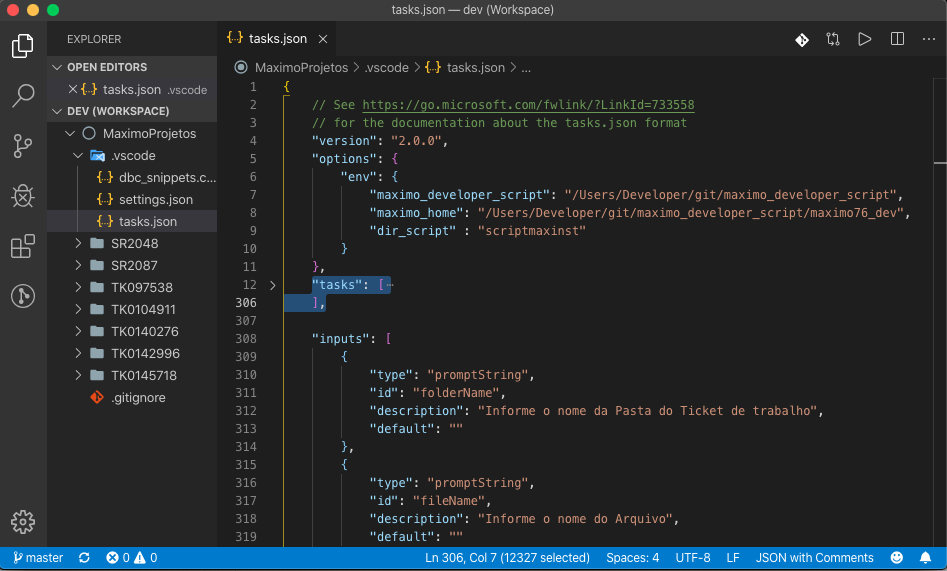 tasks.json — dev (Workspace)
EXPLORER
OPEN EDITORS
{..} tasks.json .vscode
DEV (WORKSPACE)
MaximoProjetos
.vscode
{..} dbc_snippets.c...
{..} settings.json
{..} tasks.json
SR2048
SR2087
TK097538
TK0104911
TK0140276
TK0142996
TK0145718
.gitignore
{..} tasks.json
MaximoProjetos > .vscode > {..} tasks.json > ...
1 {
2 // See https://go.microsoft.com/fwlink/?LinkId=733558
3 // for the documentation about the tasks.json format
4 "version": "2.0.0",
5 "options": {
6 "env": {
7 "maximo_developer_script": "/Users/Developer/git/maximo_developer_script",
8 "maximo_home": "/Users/Developer/git/maximo_developer_script/maximo76_dev",
9 "dir_script" : "scriptmaxinst"
10 }
11 },
12 "tasks": [⋯
306 ],
307
308 "inputs": [
309 {
310 "type": "promptString",
311 "id": "folderName",
312 "description": "Informe o nome da Pasta do Ticket de trabalho",
313 "default": ""
314 },
315 {
316 "type": "promptString",
317 "id": "fileName",
318 "description": "Informe o nome do Arquivo",
319 "default": ""
master 0 0 Ln 306, Col 7 (12327 selected) Spaces: 4 UTF-8 LF JSON with Comments